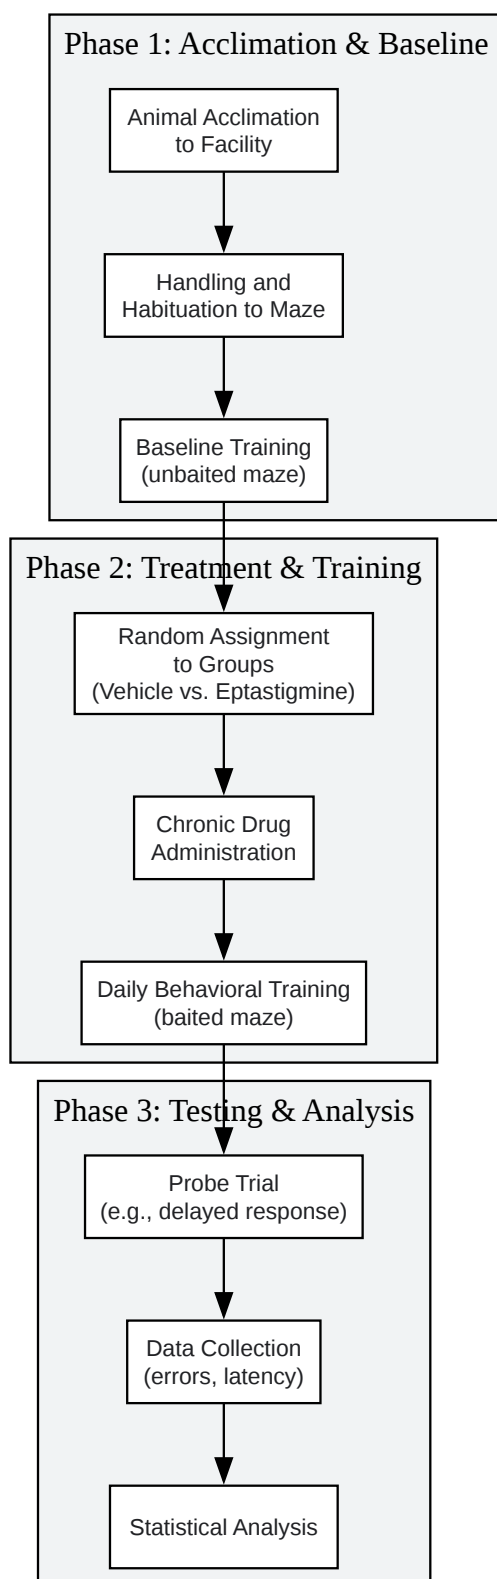 Phase 1: Acclimation & Baseline
Animal Acclimation
to Facility
Handling and
Habituation to Maze
Baseline Training
(unbaited maze)
Phase 2: Treatment & Training
Random Assignment
to Groups
(Vehicle vs. Eptastigmine)
Chronic Drug
Administration
Daily Behavioral Training
(baited maze)
Phase 3: Testing & Analysis
Probe Trial
(e.g., delayed response)
Data Collection
(errors, latency)
Statistical Analysis